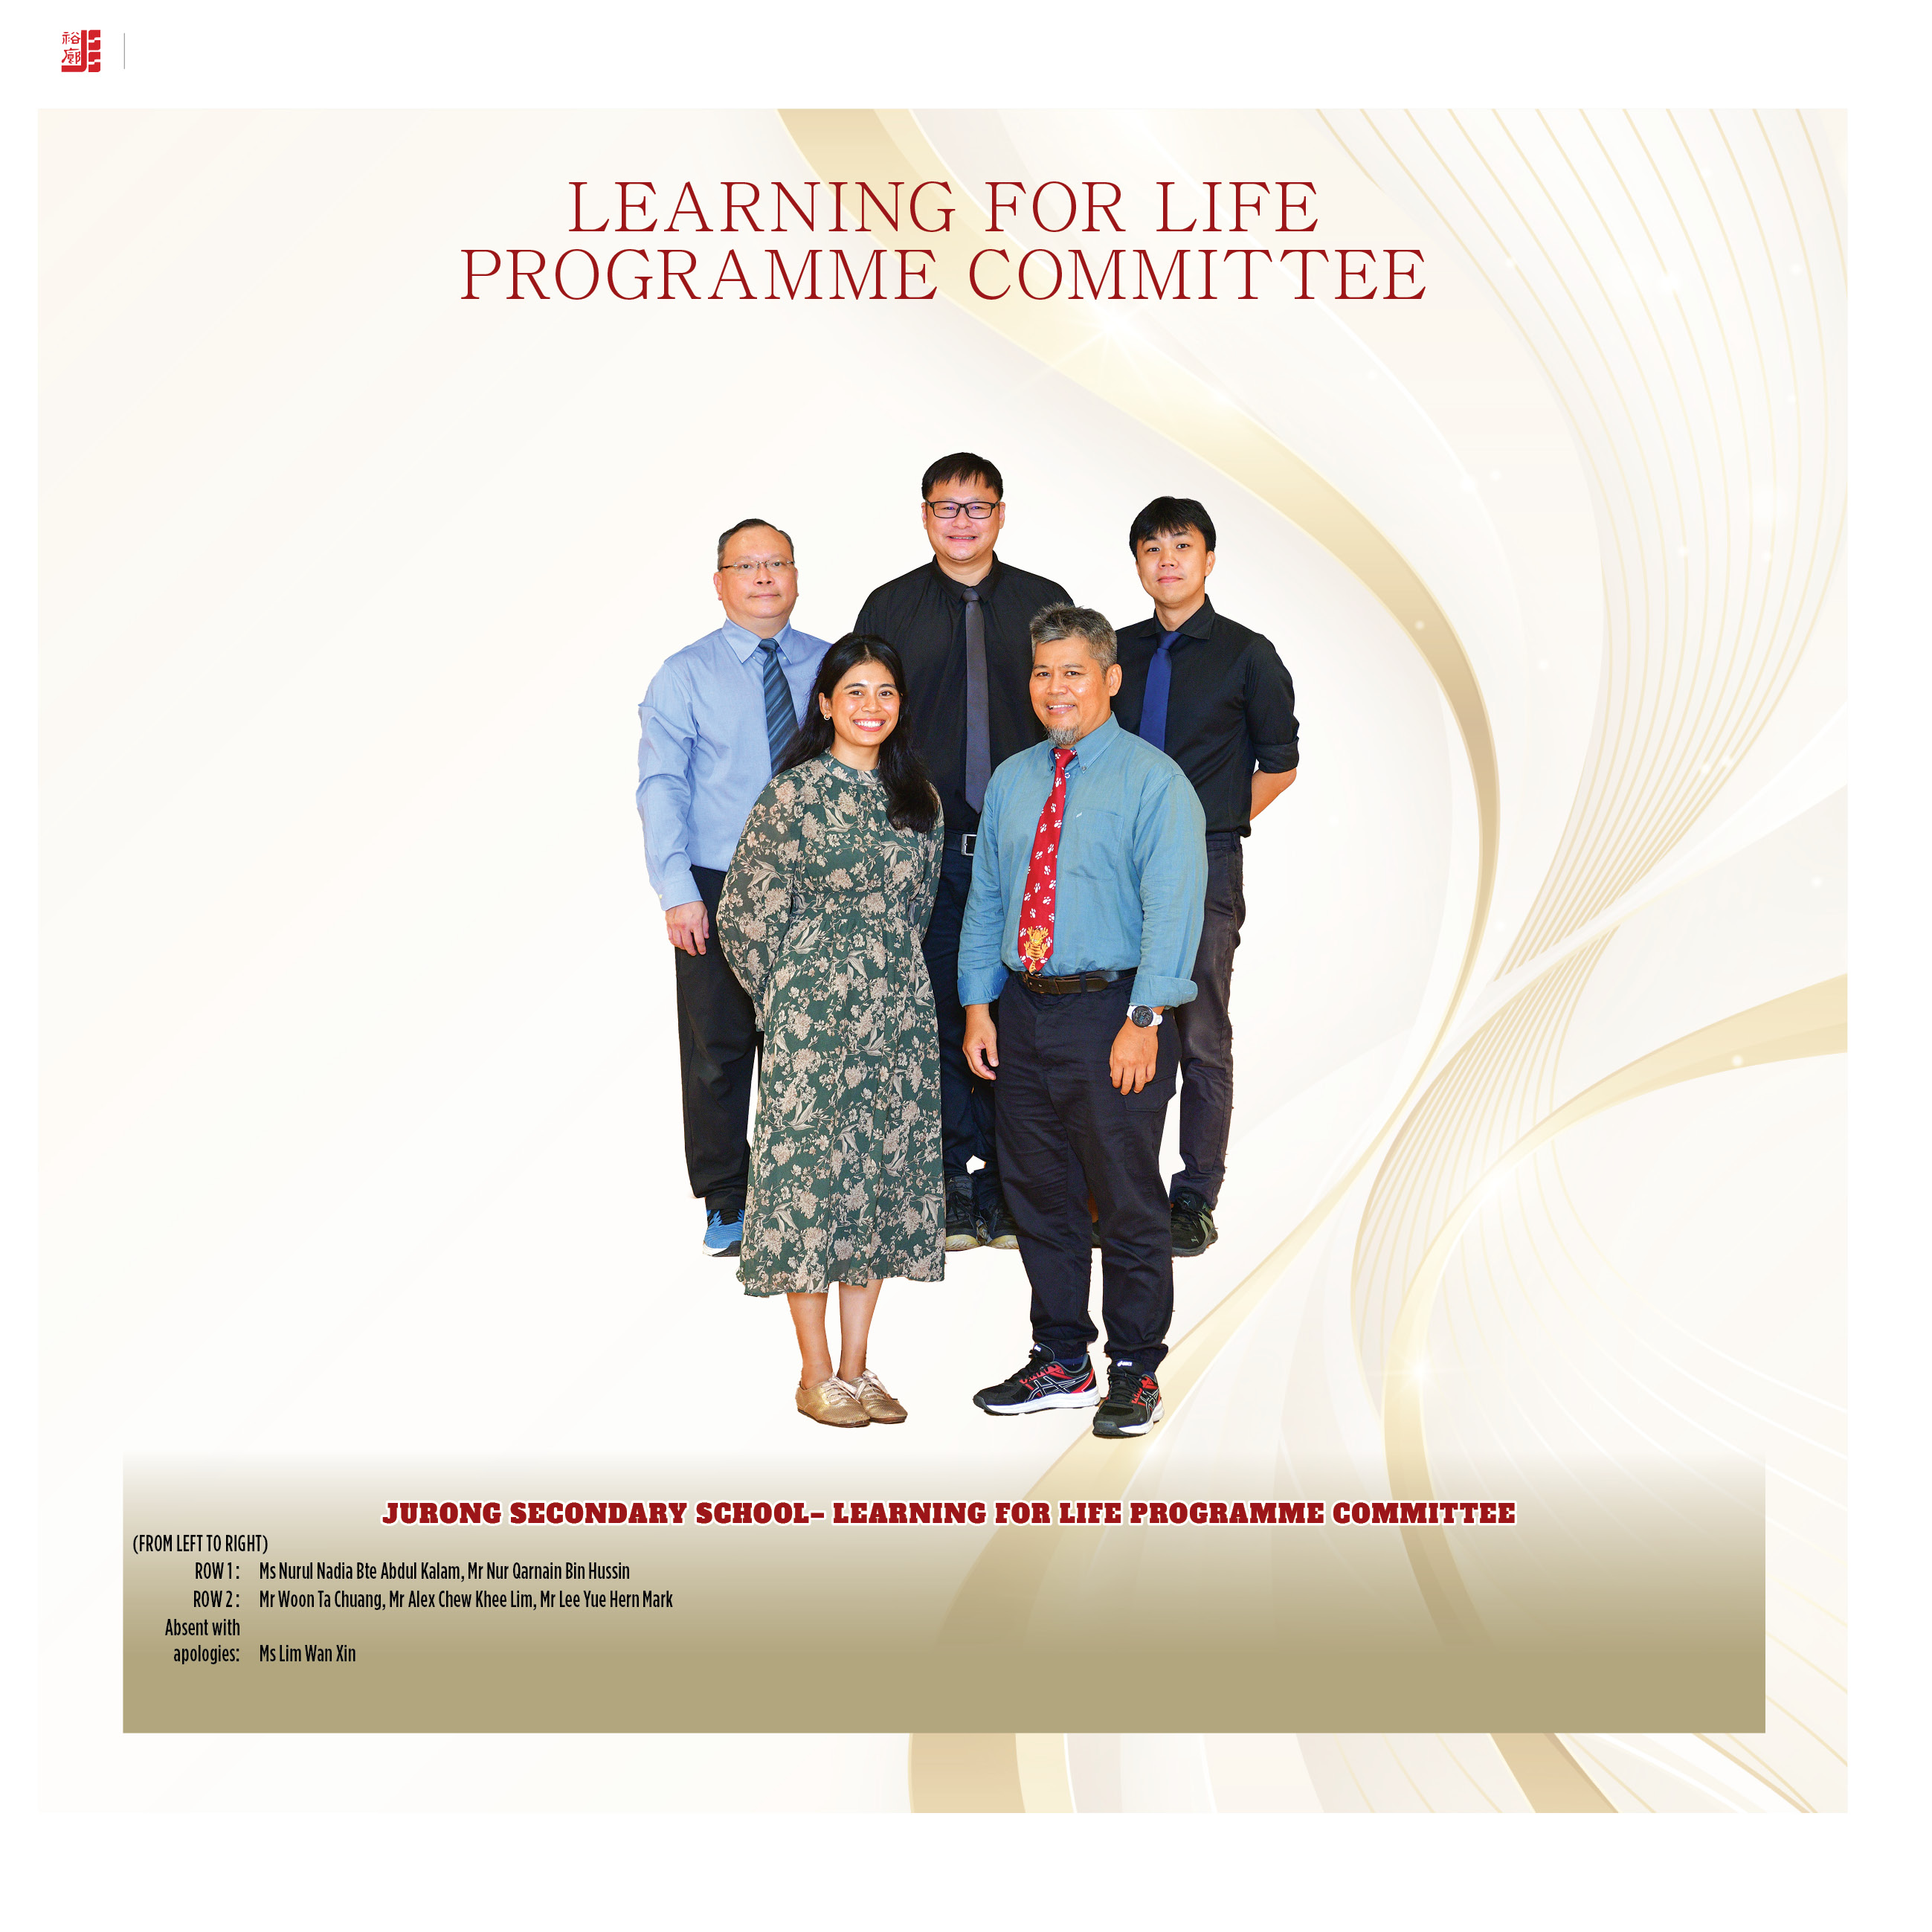 裕
廊
LEARNING FOR LIFE
PROGRAMME COMMITTEE
JURONG SECONDARY SCHOOL– LEARNING FOR LIFE PROGRAMME COMMITTEE
(FROM LEFT TO RIGHT)
ROW 1 : Ms Nurul Nadia Bte Abdul Kalam, Mr Nur Qarnain Bin Hussin
ROW 2 : Mr Woon Ta Chuang, Mr Alex Chew Khee Lim, Mr Lee Yue Hern Mark
Absent with
apologies: Ms Lim Wan Xin